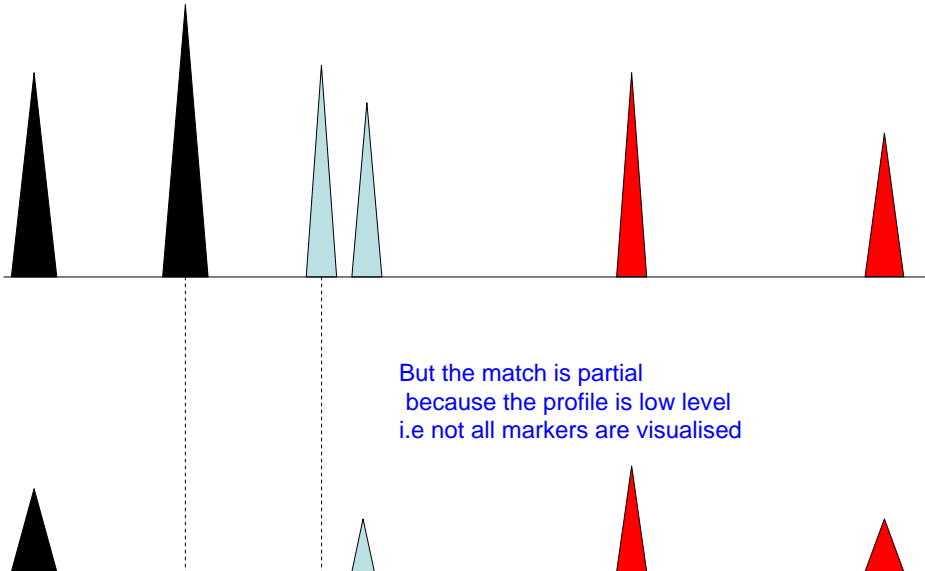 But the match is partial
because the profile is low level
i.e not all markers are visualised